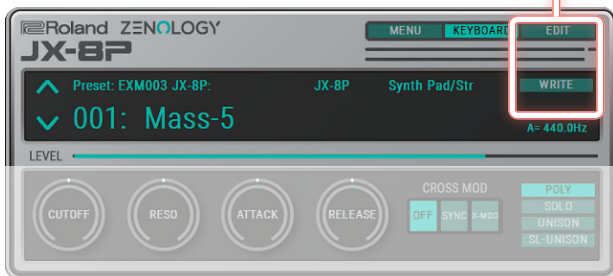 Roland ZENOLOGY
JX-8P
MENU KEYBOARD EDIT
Preset: EXM003 JX-8P: JX-8P Synth Pad/Str WRITE
001: Mass-5
A= 440.0Hz
LEVEL
CROSS MOD
CUTOFF RESO ATTACK RELEASE
OFF SYNC X-MOD
POLY
SOLO
UNISON
SL-UNISON